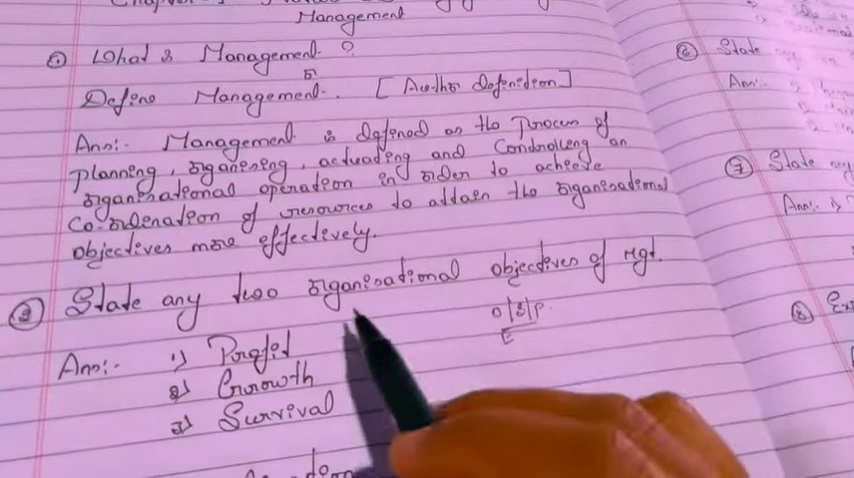 Management
① What is Management ?
or
Define Management. [Author Definetion]
Ans:- Management is defined as the Process of
planning, organising, actuating and Controlling an
organisational operation in order to achieve
Co-ordenation of resources to attain the organisational
objectives more effectively.
② State any two organisational objectives of Mgt.
O|S|P
E
Ans:- 1) Profit
2) Growth
3) Survival
⑥ State
Ans:-
⑦ State any
Ans:- 1)
⑧ Ex